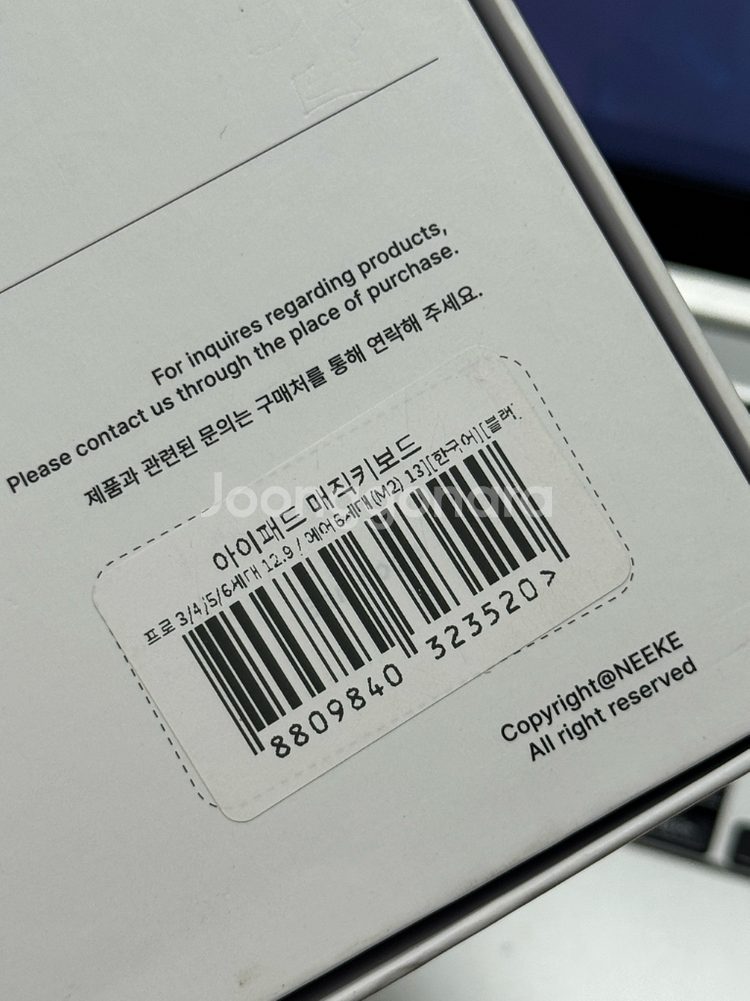 For inquires regarding products,
Please contact us through the place of purchase.
제품과 관련된 문의는 구매처를 통해 연락해 주세요.
아이패드 매직키보드
프로 3/4/5/6세대 12.9 / 에어 6세대 (M2) 13][한국어][블랙]
8809840 323520 >
Copyright@NEEKE
All right reserved
Joonggonara